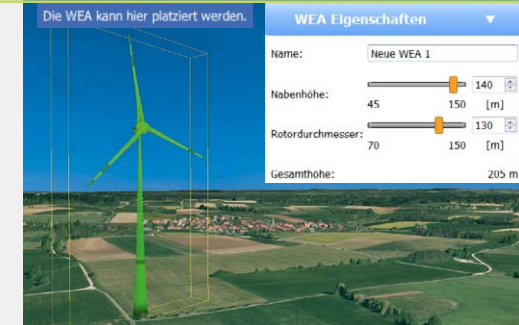 Die WEA kann hier platziert werden.
WEA Eigenschaften
Name: Neue WEA 1
Nabenhöhe: 140
45 150 [m]
Rotordurchmesser: 130
70 150 [m]
Gesamthöhe: 205 m